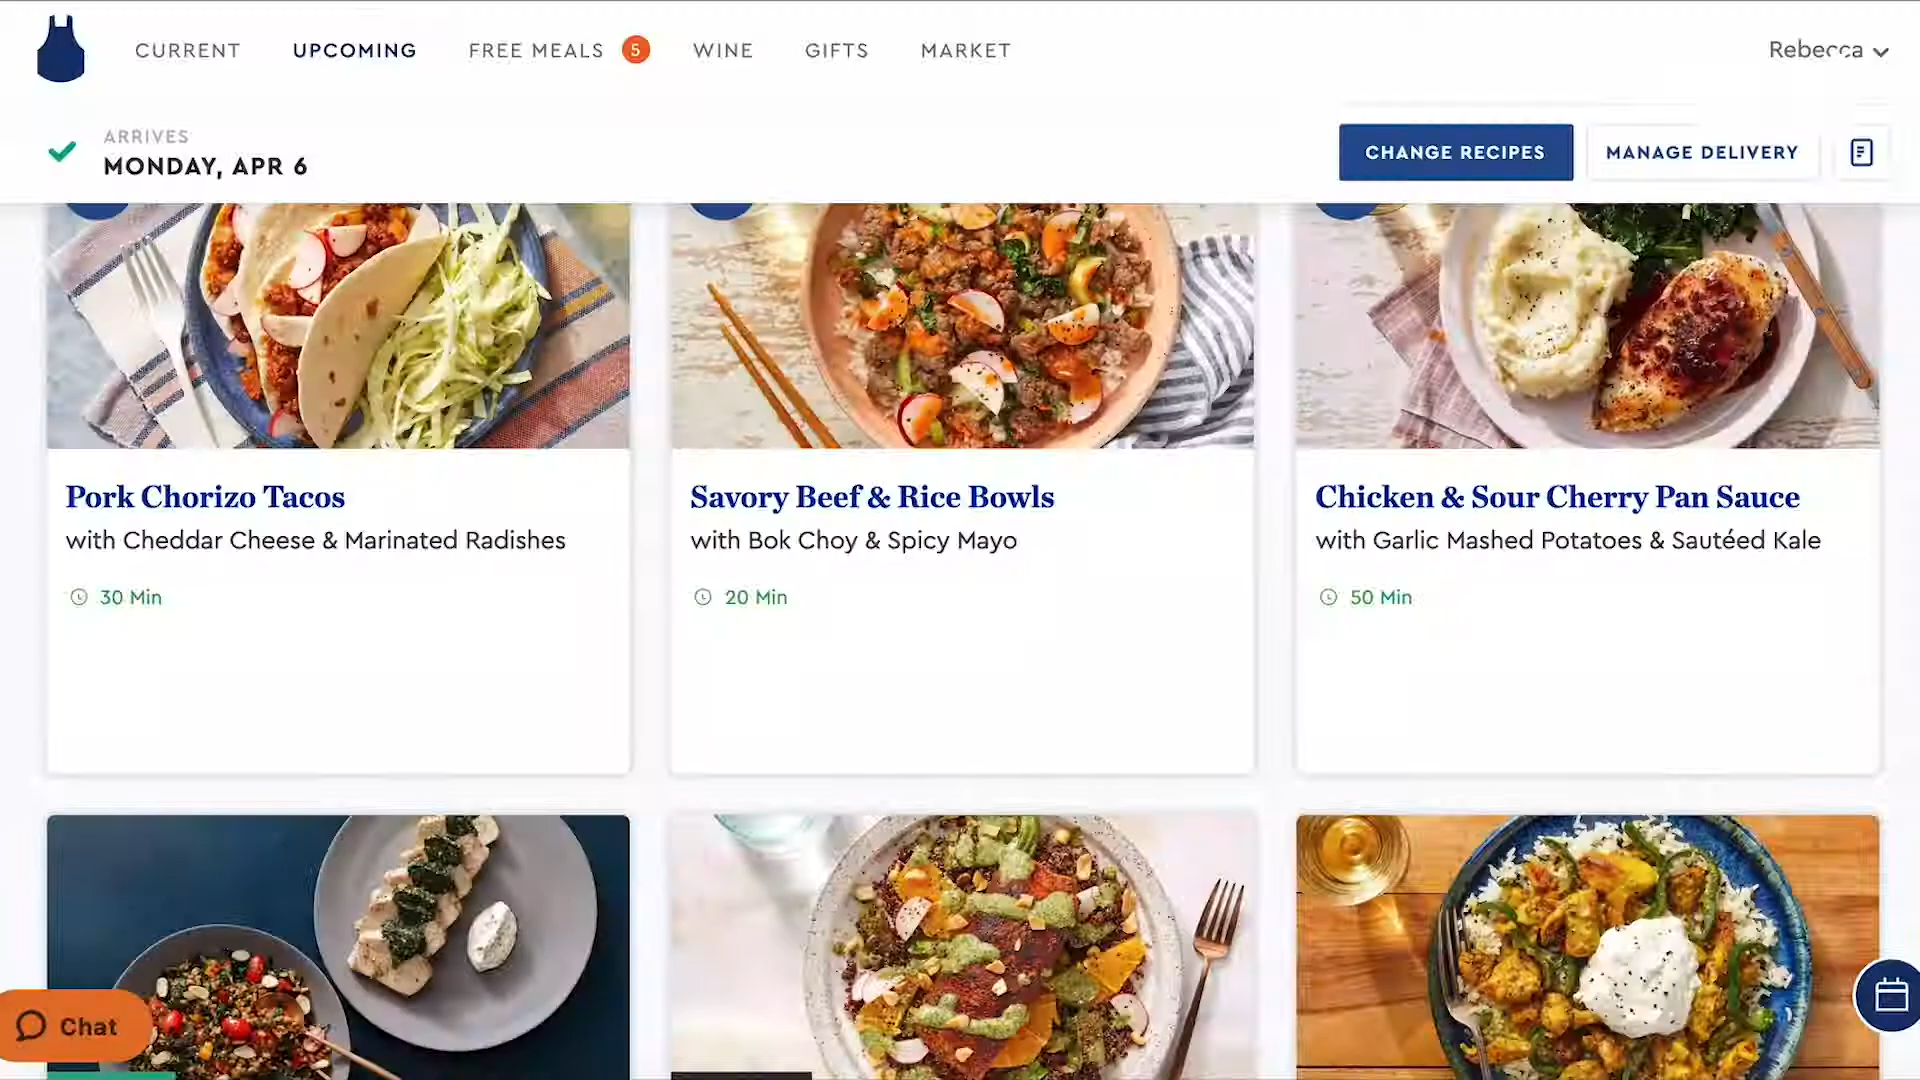 CURRENT
UPCOMING
FREE MEALS 5
WINE
GIFTS
MARKET
Rebecca
ARRIVES
MONDAY, APR 6
CHANGE RECIPES
MANAGE DELIVERY
Pork Chorizo Tacos
with Cheddar Cheese & Marinated Radishes
30 Min
Savory Beef & Rice Bowls
with Bok Choy & Spicy Mayo
20 Min
Chicken & Sour Cherry Pan Sauce
with Garlic Mashed Potatoes & Sautéed Kale
50 Min
Chat